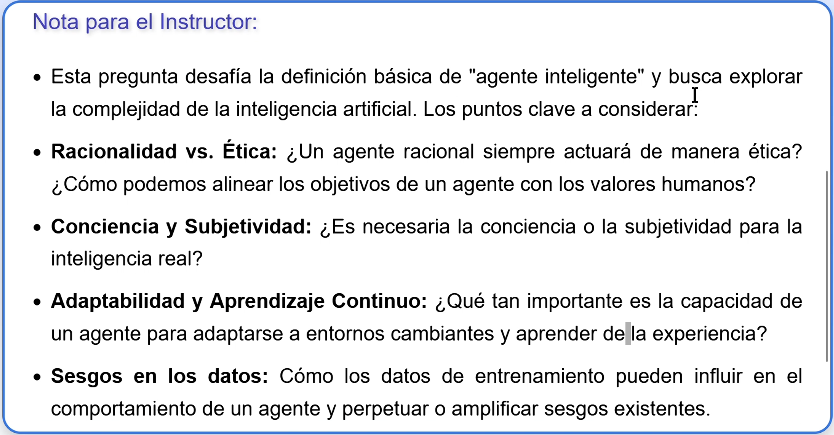 Nota para el Instructor:
• Esta pregunta desafía la definición básica de "agente inteligente" y busca explorar
la complejidad de la inteligencia artificial. Los puntos clave a considerar:
• Racionalidad vs. Ética: ¿Un agente racional siempre actuará de manera ética?
¿Cómo podemos alinear los objetivos de un agente con los valores humanos?
• Conciencia y Subjetividad: ¿Es necesaria la conciencia o la subjetividad para la
inteligencia real?
• Adaptabilidad y Aprendizaje Continuo: ¿Qué tan importante es la capacidad de
un agente para adaptarse a entornos cambiantes y aprender de la experiencia?
• Sesgos en los datos: Cómo los datos de entrenamiento pueden influir en el
comportamiento de un agente y perpetuar o amplificar sesgos existentes.